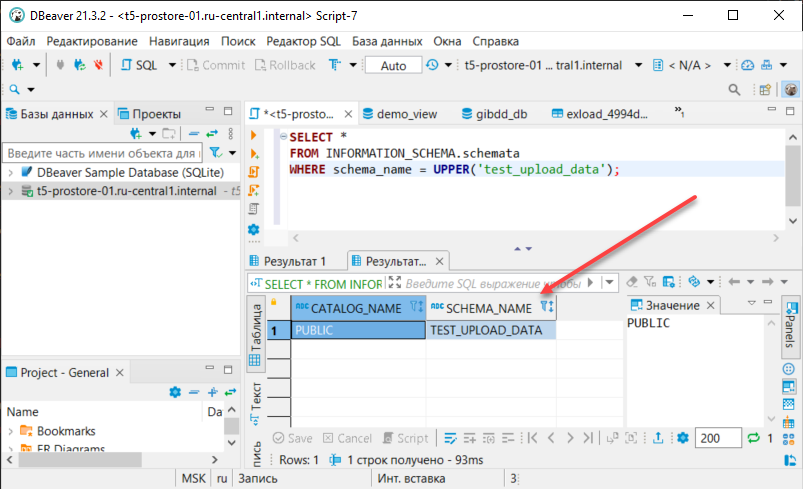 DBeaver 21.3.2 - <t5-prostore-01.ru-central1.internal> Script-7
Файл Редактирование Навигация Поиск Редактор SQL База данных Окна Справка
SQL Commit Rollback Auto t5-prostore-01 ... tral1.internal < N/A >
Базы данных Проекты
Введите часть имени объекта для
DBeaver Sample Database (SQLite)
t5-prostore-01.ru-central1.internal - t5
*<t5-prosto... demo_view gibdd_db exload_4994d... »1
SELECT *
FROM INFORMATION_SCHEMA.schemata
WHERE schema_name = UPPER('test_upload_data');
Результат 1 Результат...
SELECT * FROM INFOR Введите SQL выражение чтобы
Таблица
Текст
ABC CATALOG_NAME ABC SCHEMA_NAME
1 PUBLIC TEST_UPLOAD_DATA
Значение
PUBLIC
Panels
Project - General
Name Da
Bookmarks
ER Diagrams
Save Cancel Script 200 1
Rows: 1 1 строк получено - 93ms
MSK ru Запись Инт. вставка 3